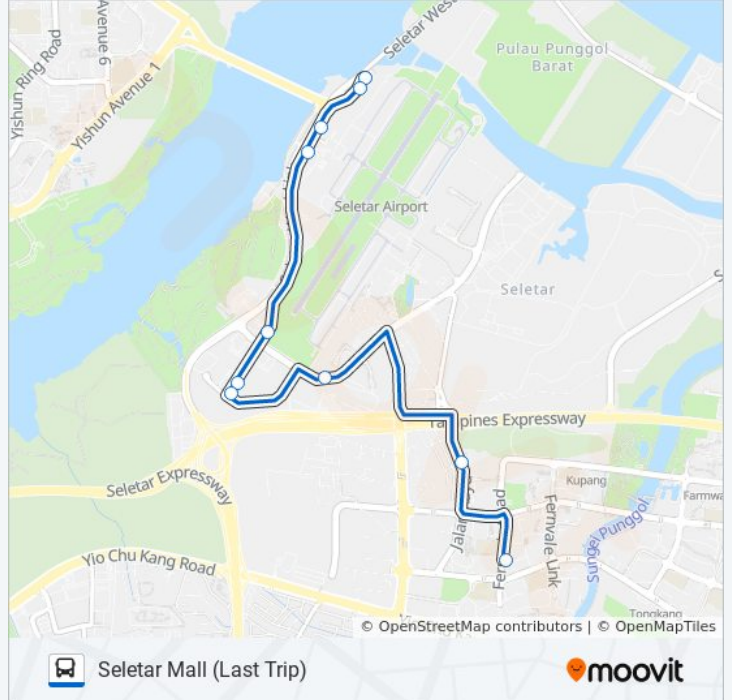 Seletar Wes
Pulau Punggol
Barat
Avenue 6
Yishun Ring Road
Yishun Avenue 1
Seletar Airport
Seletar
Tampines Expressway
Seletar Expressway
Kupang
Farmwa
Fernvale Link
Sungei Punggol
Jalan
Yio Chu Kang Road
Tongkang
© OpenStreetMap contributors | © OpenMapTiles
Seletar Mall (Last Trip)
moovit